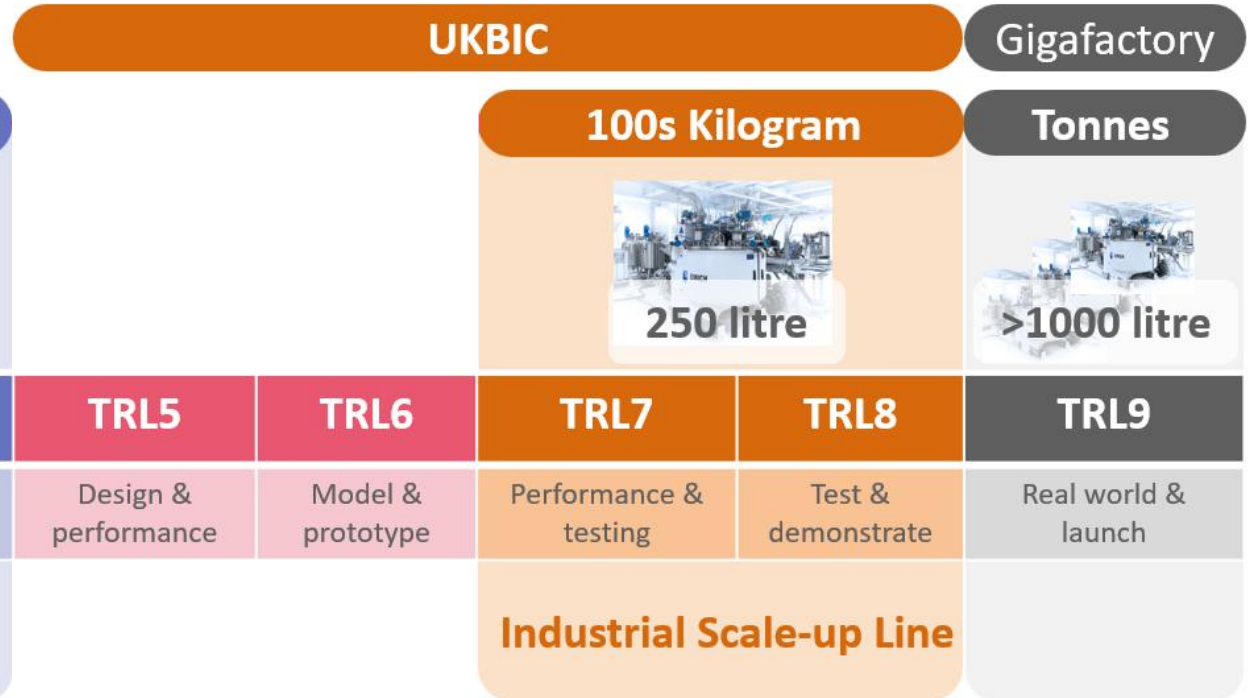 UKBIC
Gigafactory
100s Kilogram
Tonnes
250 litre
>1000 litre
TRL5
TRL6
TRL7
TRL8
TRL9
Design &
performance
Model &
prototype
Performance &
testing
Test &
demonstrate
Real world &
launch
Industrial Scale-up Line